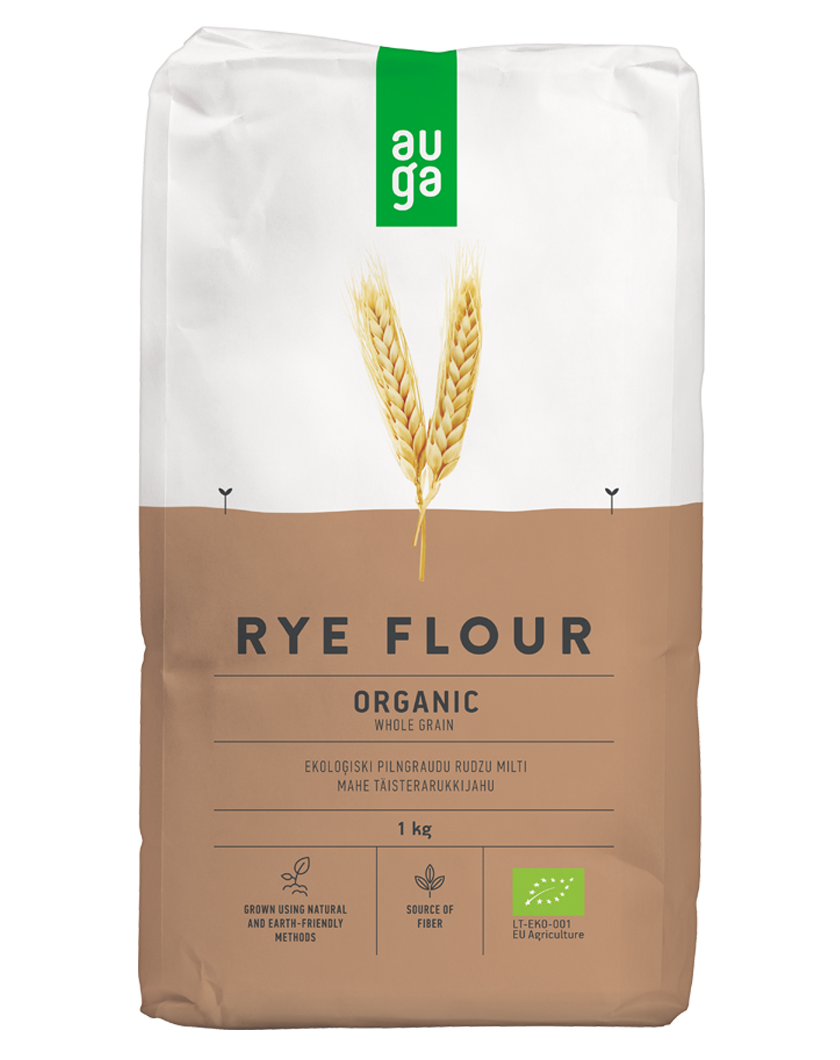 au
ga
RYE FLOUR
ORGANIC
WHOLE GRAIN
EKOLOĢISKI PILNGRAUDU RUDZU MILTI
MAHE TÄISTERARUKKIJAHU
1 kg
GROWN USING NATURAL
AND EARTH-FRIENDLY
METHODS
SOURCE OF
FIBER
LT-EKO-001
EU Agriculture